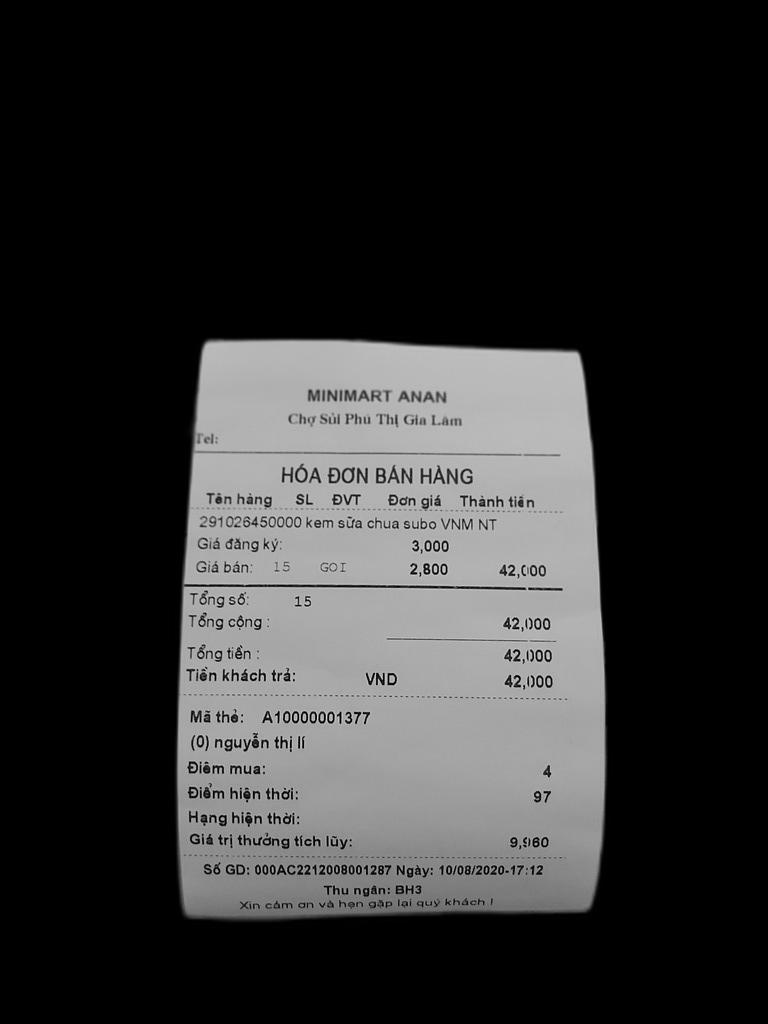 MINIMART ANAN
Chợ Sủi Phú Thị Gia Lâm
Tel:
HÓA ĐƠN BÁN HÀNG
Tên hàng SL ĐVT Đơn giá Thành tiền
291026450000 kem sữa chua subo VNM NT
Giá đăng ký: 3,000
Giá bán: 15 GOI 2,800 42,000
Tổng số: 15
Tổng cộng : 42,000
Tổng tiền : 42,000
Tiền khách trả: VND 42,000
Mã thẻ: A10000001377
(0) nguyễn thị lí
Điểm mua: 4
Điểm hiện thời: 97
Hạng hiện thời:
Giá trị thưởng tích lũy: 9,960
Số GD: 000AC2212008001287 Ngày: 10/08/2020-17:12
Thu ngân: BH3
Xin cảm ơn và hẹn gặp lại quý khách !